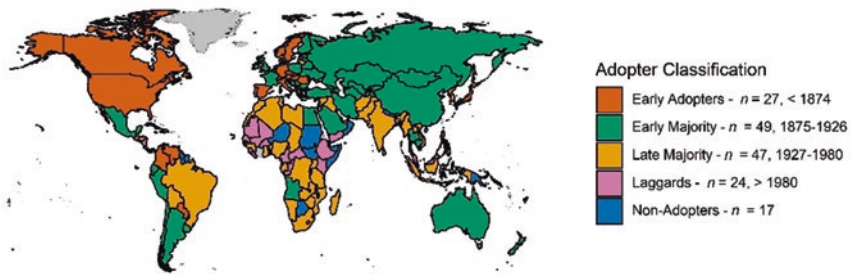 Adopter Classification
Early Adopters - n = 27, < 1874
Early Majority - n = 49, 1875-1926
Late Majority - n = 47, 1927-1980
Laggards - n = 24, > 1980
Non-Adopters - n = 17